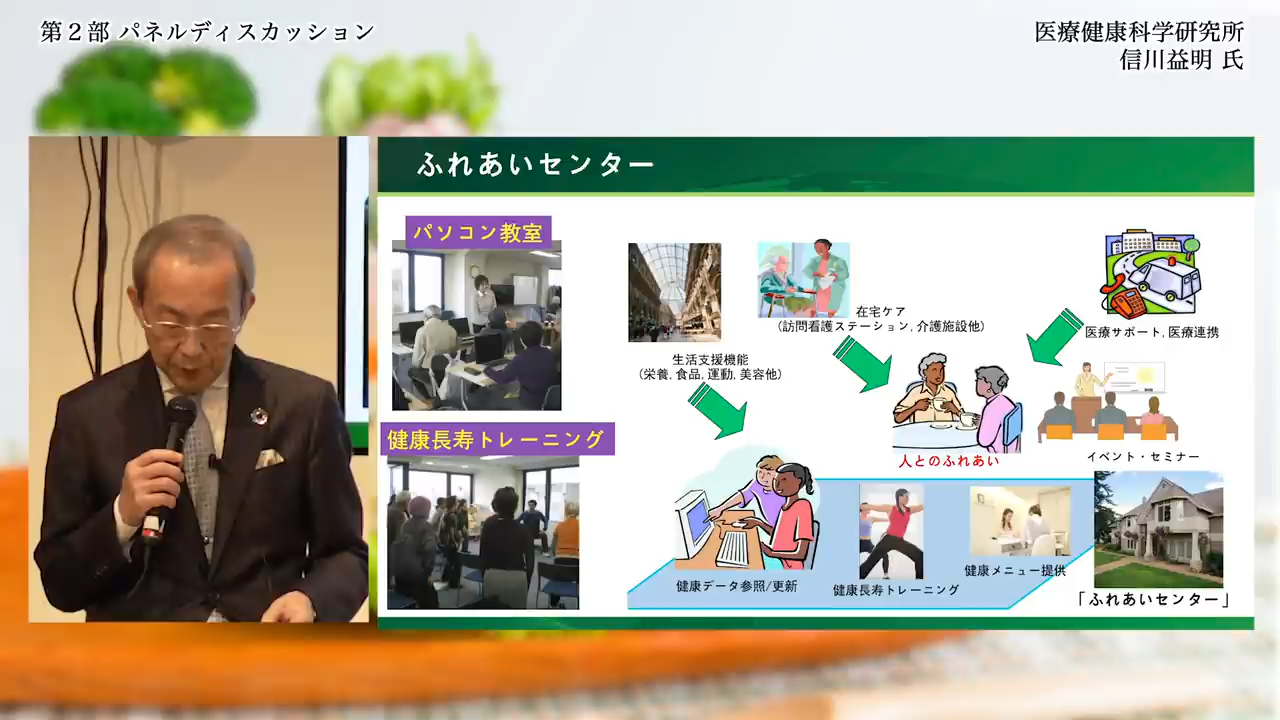 第２部 パネルディスカッション
医療健康科学研究所
信川益明 氏
ふれあいセンター
パソコン教室
健康長寿トレーニング
生活支援機能
（栄養, 食品, 運動, 美容他）
在宅ケア
（訪問看護ステーション, 介護施設他）
医療サポート, 医療連携
人とのふれあい
イベント・セミナー
健康データ参照/更新
健康長寿トレーニング
健康メニュー提供
「ふれあいセンター」